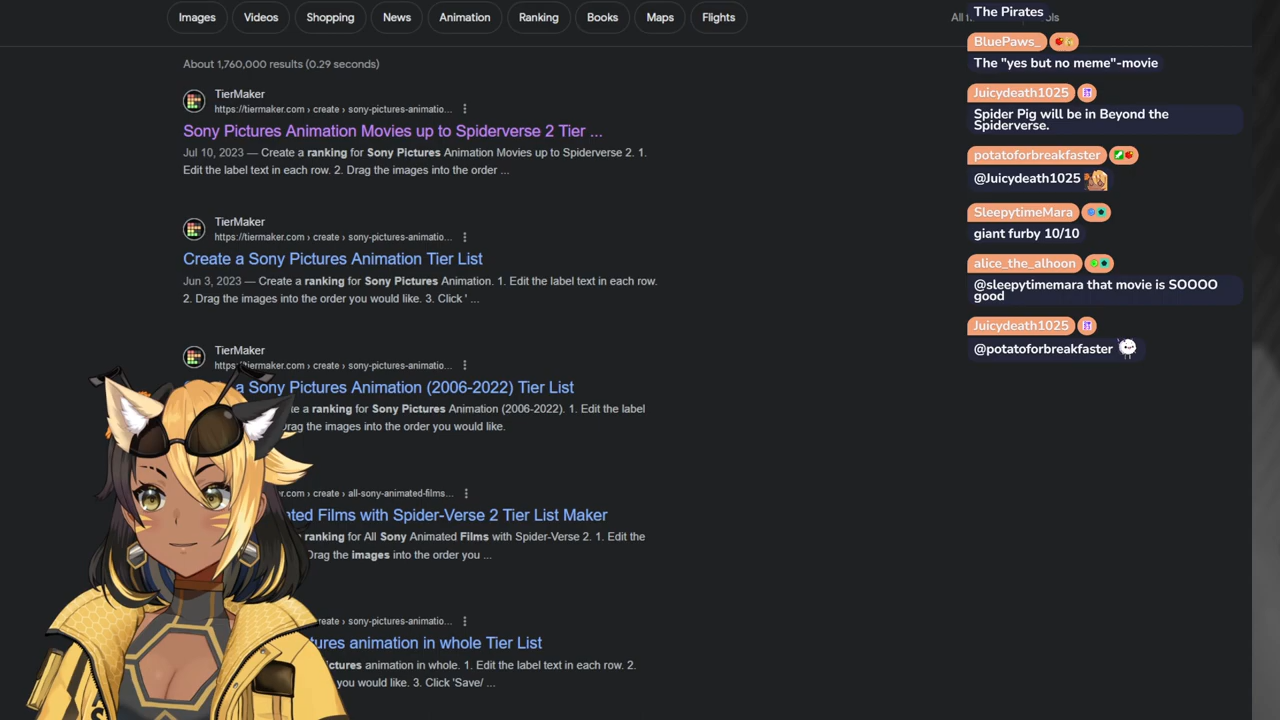 Images
Videos
Shopping
News
Animation
Ranking
Books
Maps
Flights
About 1,760,000 results (0.29 seconds)
TierMaker
https://tiermaker.com › create › sony-pictures-animatio...
Sony Pictures Animation Movies up to Spiderverse 2 Tier ...
Jul 10, 2023 — Create a ranking for Sony Pictures Animation Movies up to Spiderverse 2. 1.
Edit the label text in each row. 2. Drag the images into the order ...
TierMaker
https://tiermaker.com › create › sony-pictures-animatio...
Create a Sony Pictures Animation Tier List
Jun 3, 2023 — Create a ranking for Sony Pictures Animation. 1. Edit the label text in each row.
2. Drag the images into the order you would like. 3. Click ' ...
TierMaker
https://tiermaker.com › create › sony-pictures-animatio...
a Sony Pictures Animation (2006-2022) Tier List
a ranking for Sony Pictures Animation (2006-2022). 1. Edit the label
the images into the order you would like.
.com › create › all-sony-animated-films...
Films with Spider-Verse 2 Tier List Maker
ranking for All Sony Animated Films with Spider-Verse 2. 1. Edit the
Drag the images into the order you ...
› create › sony-pictures-animatio...
animation in whole Tier List
animation in whole. 1. Edit the label text in each row. 2.
you would like. 3. Click 'Save/ ...
The Pirates
BluePaws_
The "yes but no meme"-movie
Juicydeath1025
Spider Pig will be in Beyond the
Spiderverse.
potatoforbreakfaster
@Juicydeath1025
SleepytimeMara
giant furby 10/10
alice_the_alhoon
@sleepytimemara that movie is SOOOO
good
Juicydeath1025
@potatoforbreakfaster